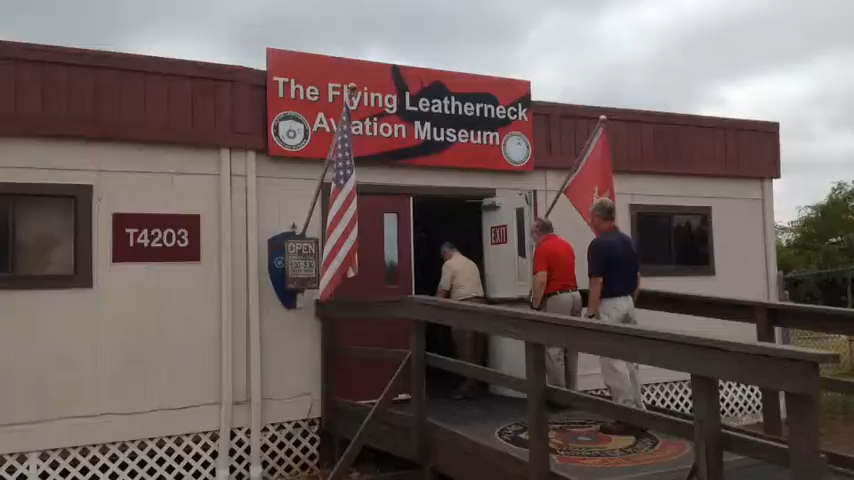 The Flying Leatherneck
Aviation Museum
T4203
OPEN
EXIT